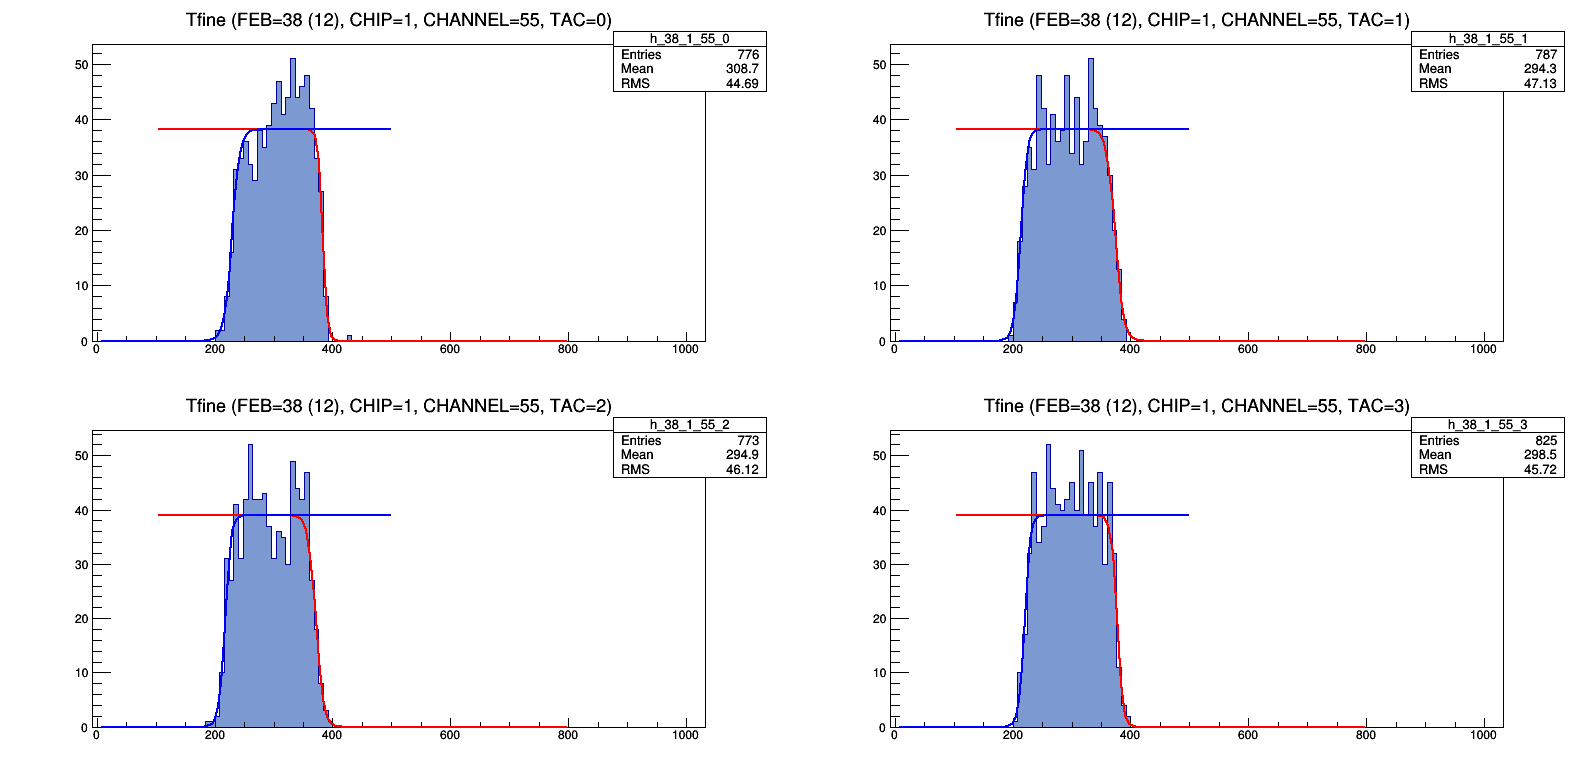 Tfine (FEB=38 (12), CHIP=1, CHANNEL=55, TAC=0)
h_38_1_55_0
Entries 776
Mean 308.7
RMS 44.69
50
40
30
20
10
0
0 200 400 600 800 1000
Tfine (FEB=38 (12), CHIP=1, CHANNEL=55, TAC=1)
h_38_1_55_1
Entries 787
Mean 294.3
RMS 47.13
50
40
30
20
10
0
0 200 400 600 800 1000
Tfine (FEB=38 (12), CHIP=1, CHANNEL=55, TAC=2)
h_38_1_55_2
Entries 773
Mean 294.9
RMS 46.12
50
40
30
20
10
0
0 200 400 600 800 1000
Tfine (FEB=38 (12), CHIP=1, CHANNEL=55, TAC=3)
h_38_1_55_3
Entries 825
Mean 298.5
RMS 45.72
50
40
30
20
10
0
0 200 400 600 800 1000